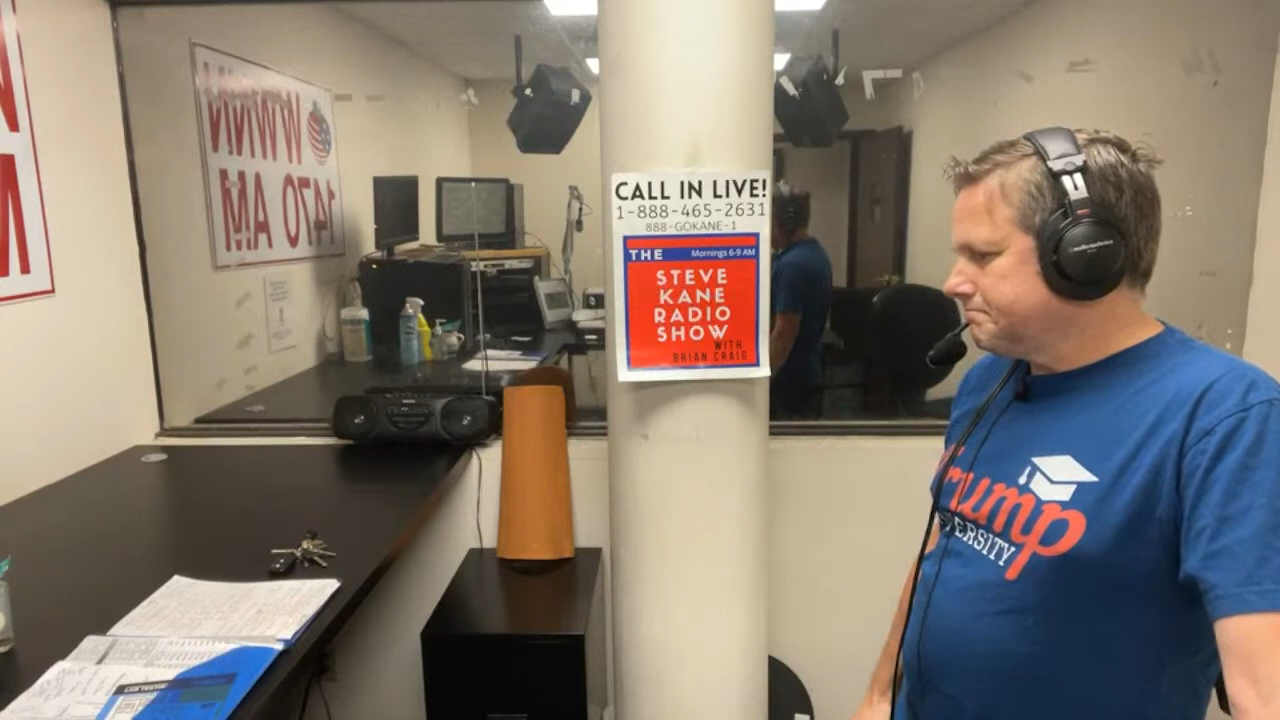 WWNN
1470 AM
CALL IN LIVE!
1-888-465-2631
888-GOKANE-1
THE Mornings 6-9 AM
STEVE
KANE
RADIO
SHOW
WITH
BRIAN CRAIG
Trump
ERSITY